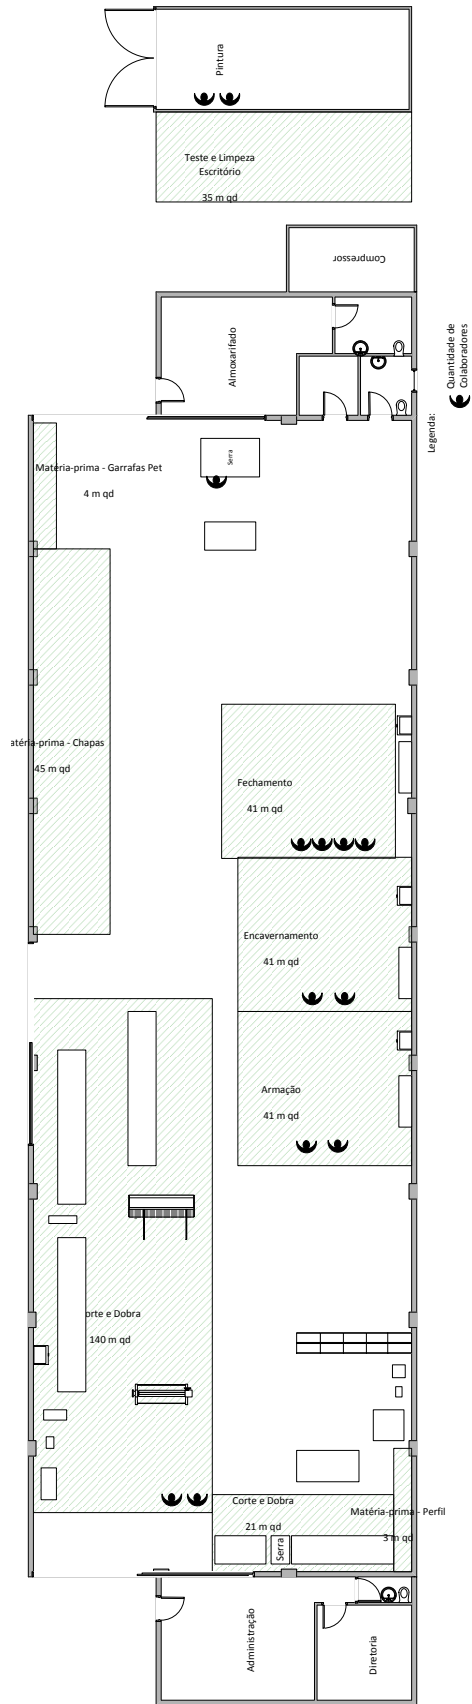 Pintura
Teste e Limpeza
Escritório
35 m qd
Compressor
Almoxarifado
Quantidade de
Colaboradores
Legenda:
Serra
Matéria-prima - Garrafas Pet
4 m qd
atéria-prima - Chapas
45 m qd
Fechamento
41 m qd
Encavernamento
41 m qd
Armação
41 m qd
orte e Dobra
140 m qd
Corte e Dobra
21 m qd
Serra
Matéria-prima - Perfil
3 m qd
Administração
Diretoria